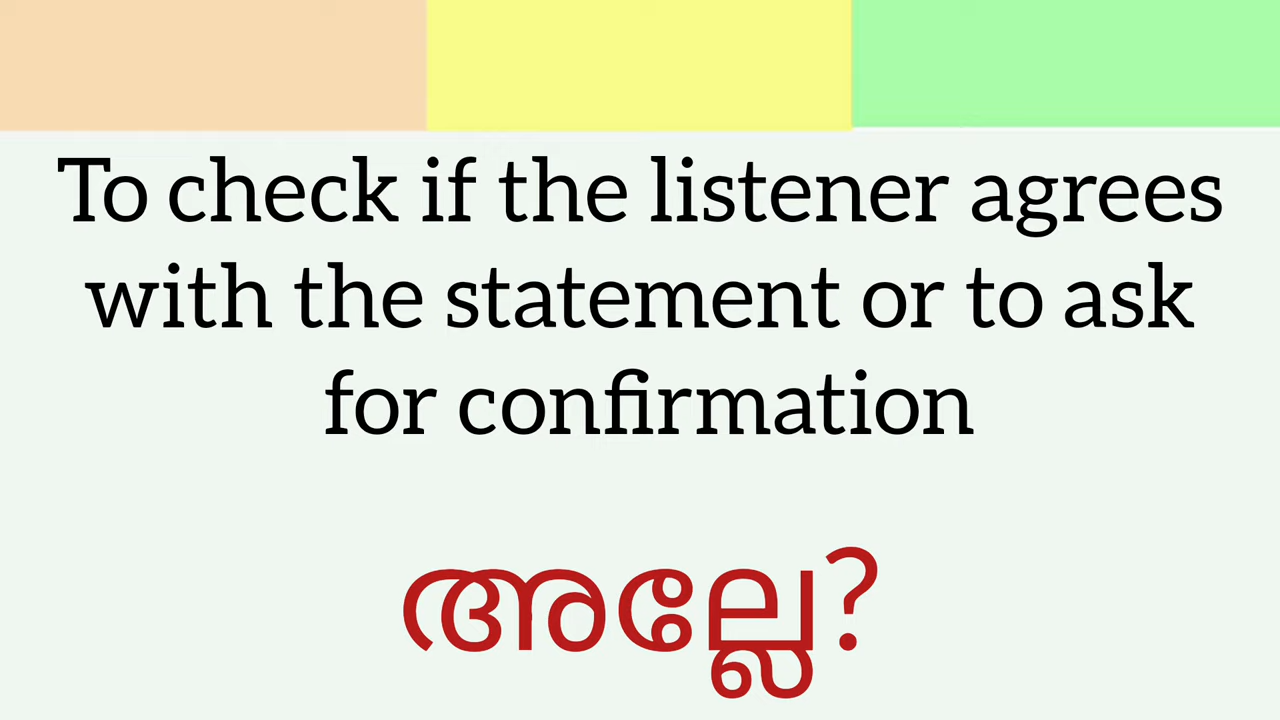 To check if the listener agrees
with the statement or to ask
for confirmation
അല്ലേ?